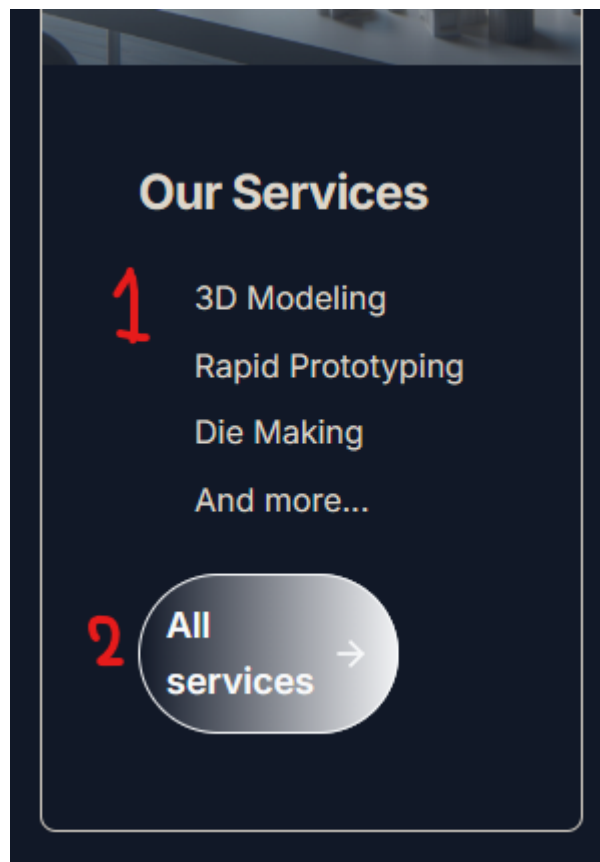 Our Services
1
3D Modeling
Rapid Prototyping
Die Making
And more...
2
All
services